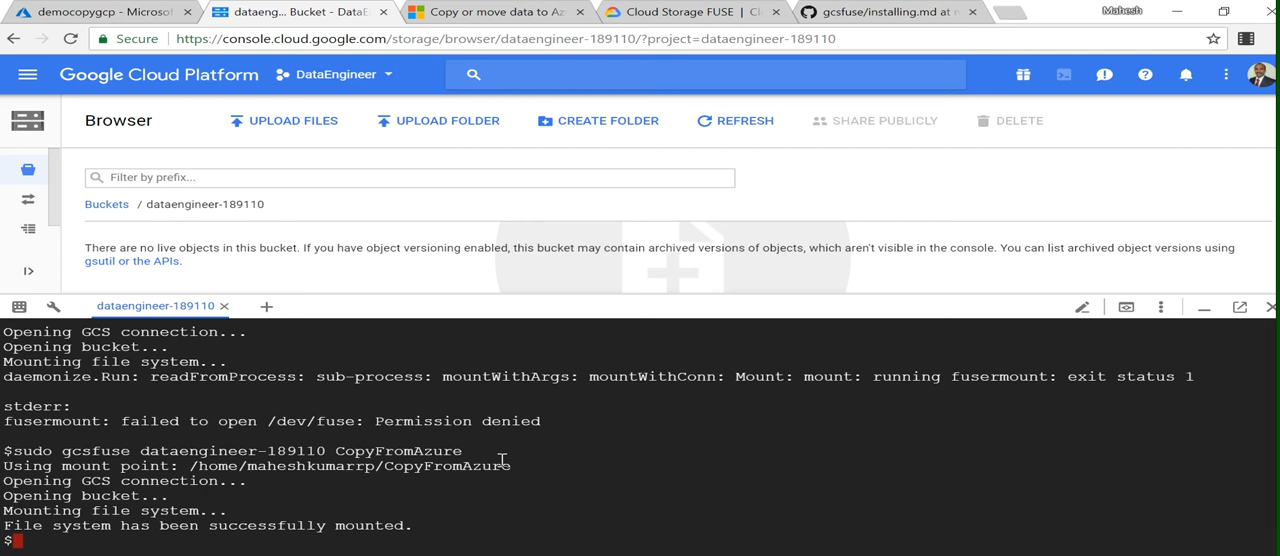 democopygcp - Microsof
dataeng... Bucket - DataE
Copy or move data to Az
Cloud Storage FUSE | Cl
gcsfuse/installing.md at m
Mahesh
Secure
https://console.cloud.google.com/storage/browser/dataengineer-189110/?project=dataengineer-189110
Google Cloud Platform
DataEngineer
Browser
UPLOAD FILES
UPLOAD FOLDER
CREATE FOLDER
REFRESH
SHARE PUBLICLY
DELETE
Filter by prefix...
Buckets / dataengineer-189110
There are no live objects in this bucket. If you have object versioning enabled, this bucket may contain archived versions of objects, which aren't visible in the console. You can list archived object versions using
gsutil or the APIs.
dataengineer-189110
Opening GCS connection...
Opening bucket...
Mounting file system...
daemonize.Run: readFromProcess: sub-process: mountWithArgs: mountWithConn: Mount: mount: running fusermount: exit status 1
stderr:
fusermount: failed to open /dev/fuse: Permission denied
$sudo gcsfuse dataengineer-189110 CopyFromAzure
Using mount point: /home/maheshkumarrp/CopyFromAzure
Opening GCS connection...
Opening bucket...
Mounting file system...
File system has been successfully mounted.
$